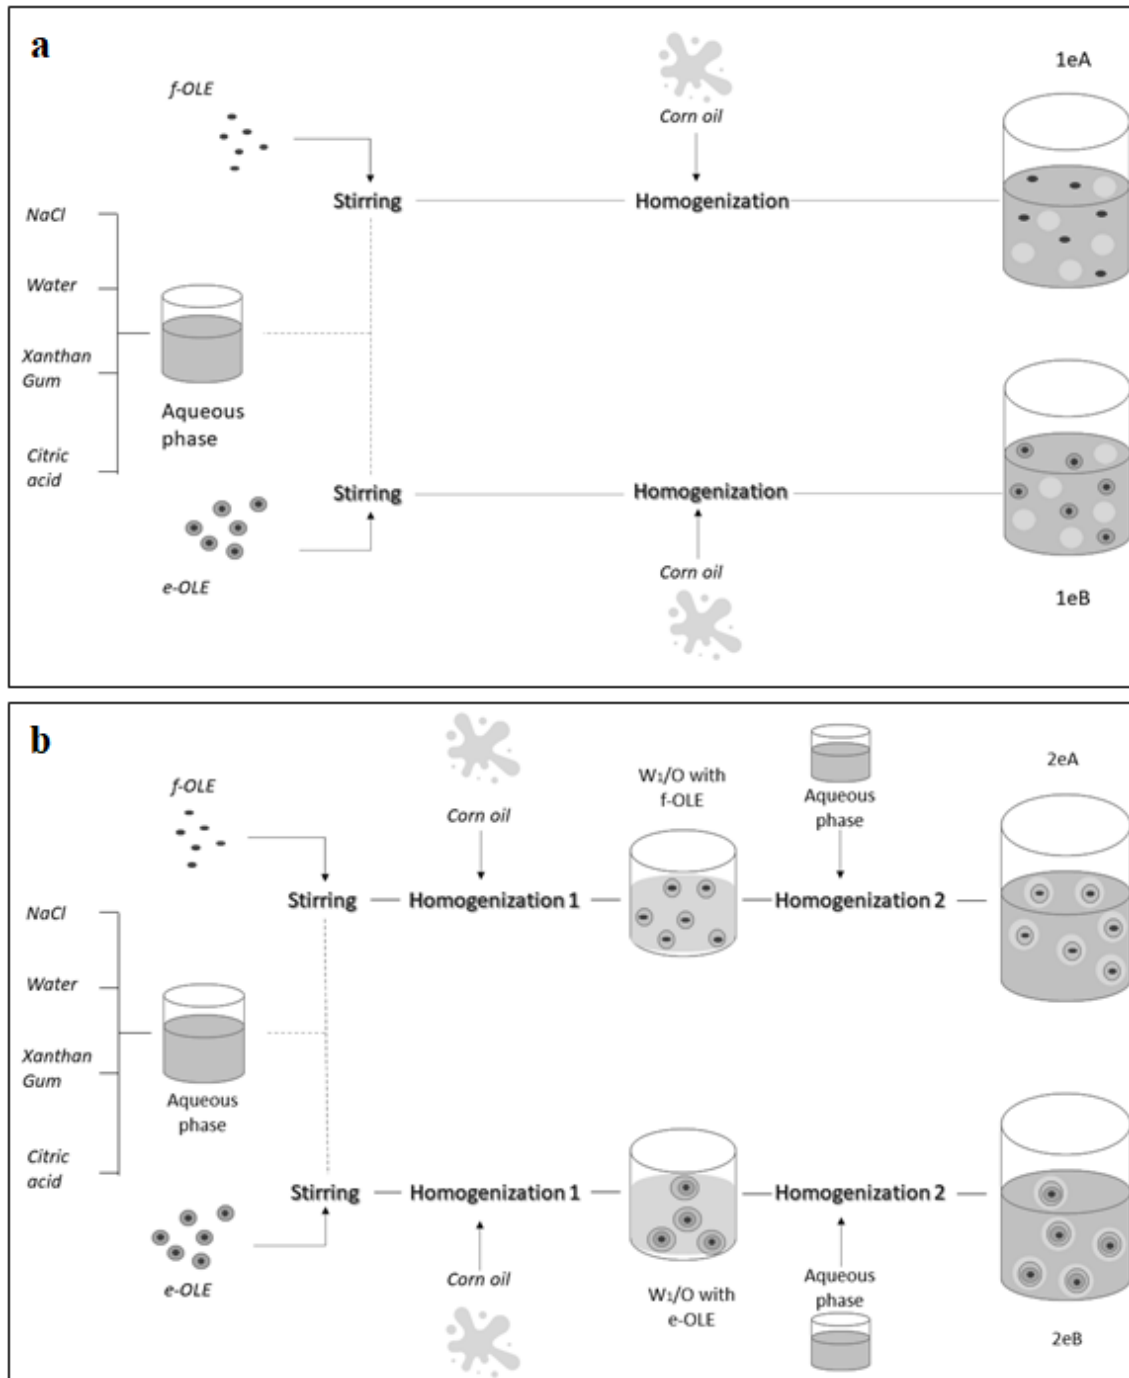 a
f-OLE
Corn oil
1eA
Stirring
Homogenization
NaCl
Water
Xanthan
Gum
Aqueous
phase
Citric
acid
Stirring
Homogenization
e-OLE
Corn oil
1eB
b
f-OLE
Corn oil
W₁/O with
f-OLE
Aqueous
phase
2eA
Stirring
Homogenization 1
Homogenization 2
NaCl
Water
Xanthan
Gum
Aqueous
phase
Citric
acid
Stirring
Homogenization 1
Homogenization 2
e-OLE
Corn oil
W₁/O with
e-OLE
Aqueous
phase
2eB